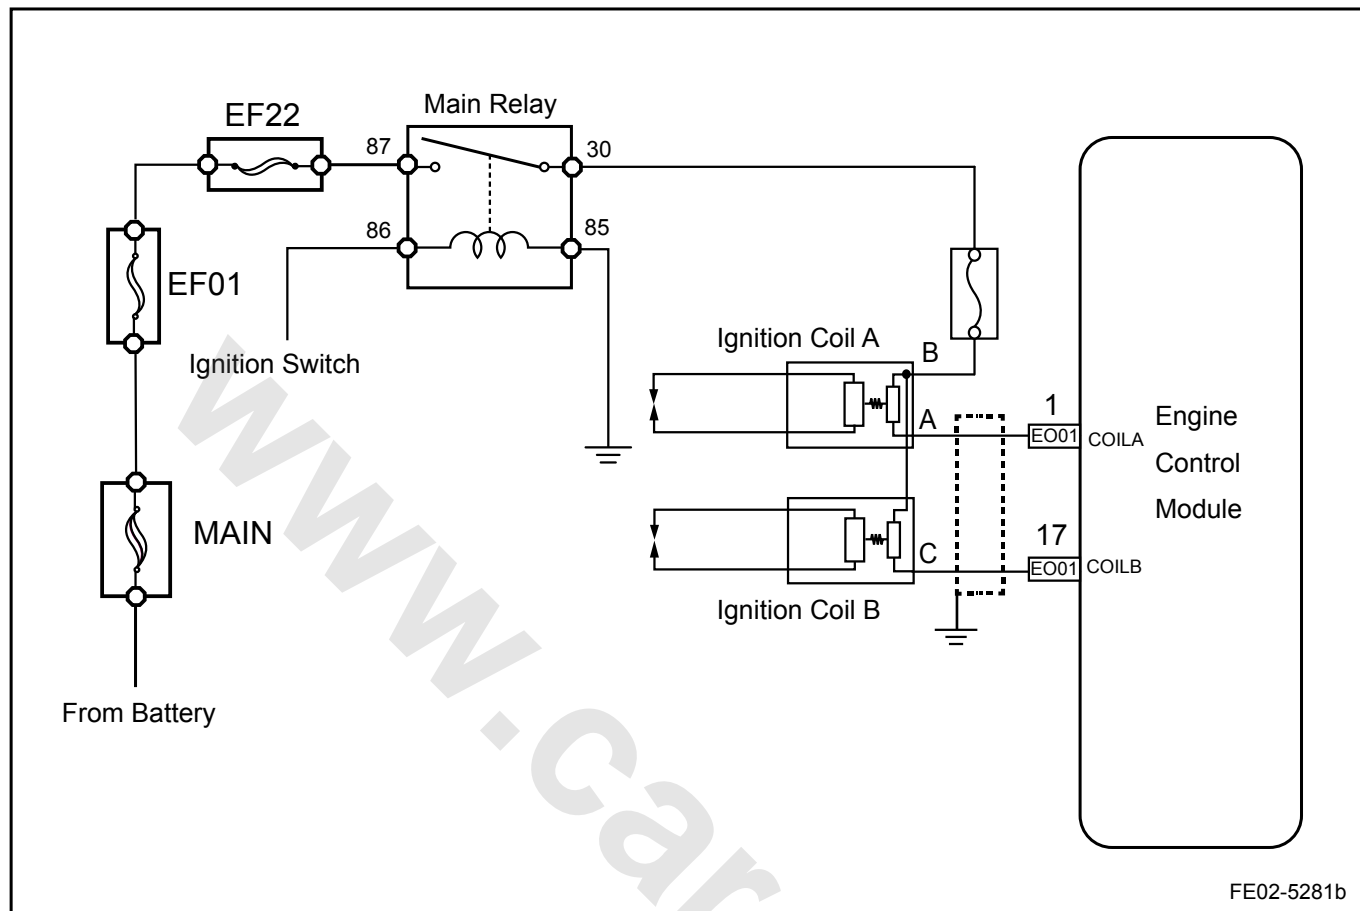 Main Relay
EF22
87
30
86
85
EF01
Ignition Switch
Ignition Coil A
B
A
1
EO01
COILA
Engine
Control
Module
MAIN
C
17
EO01
COILB
Ignition Coil B
From Battery
www.car
FE02-5281b